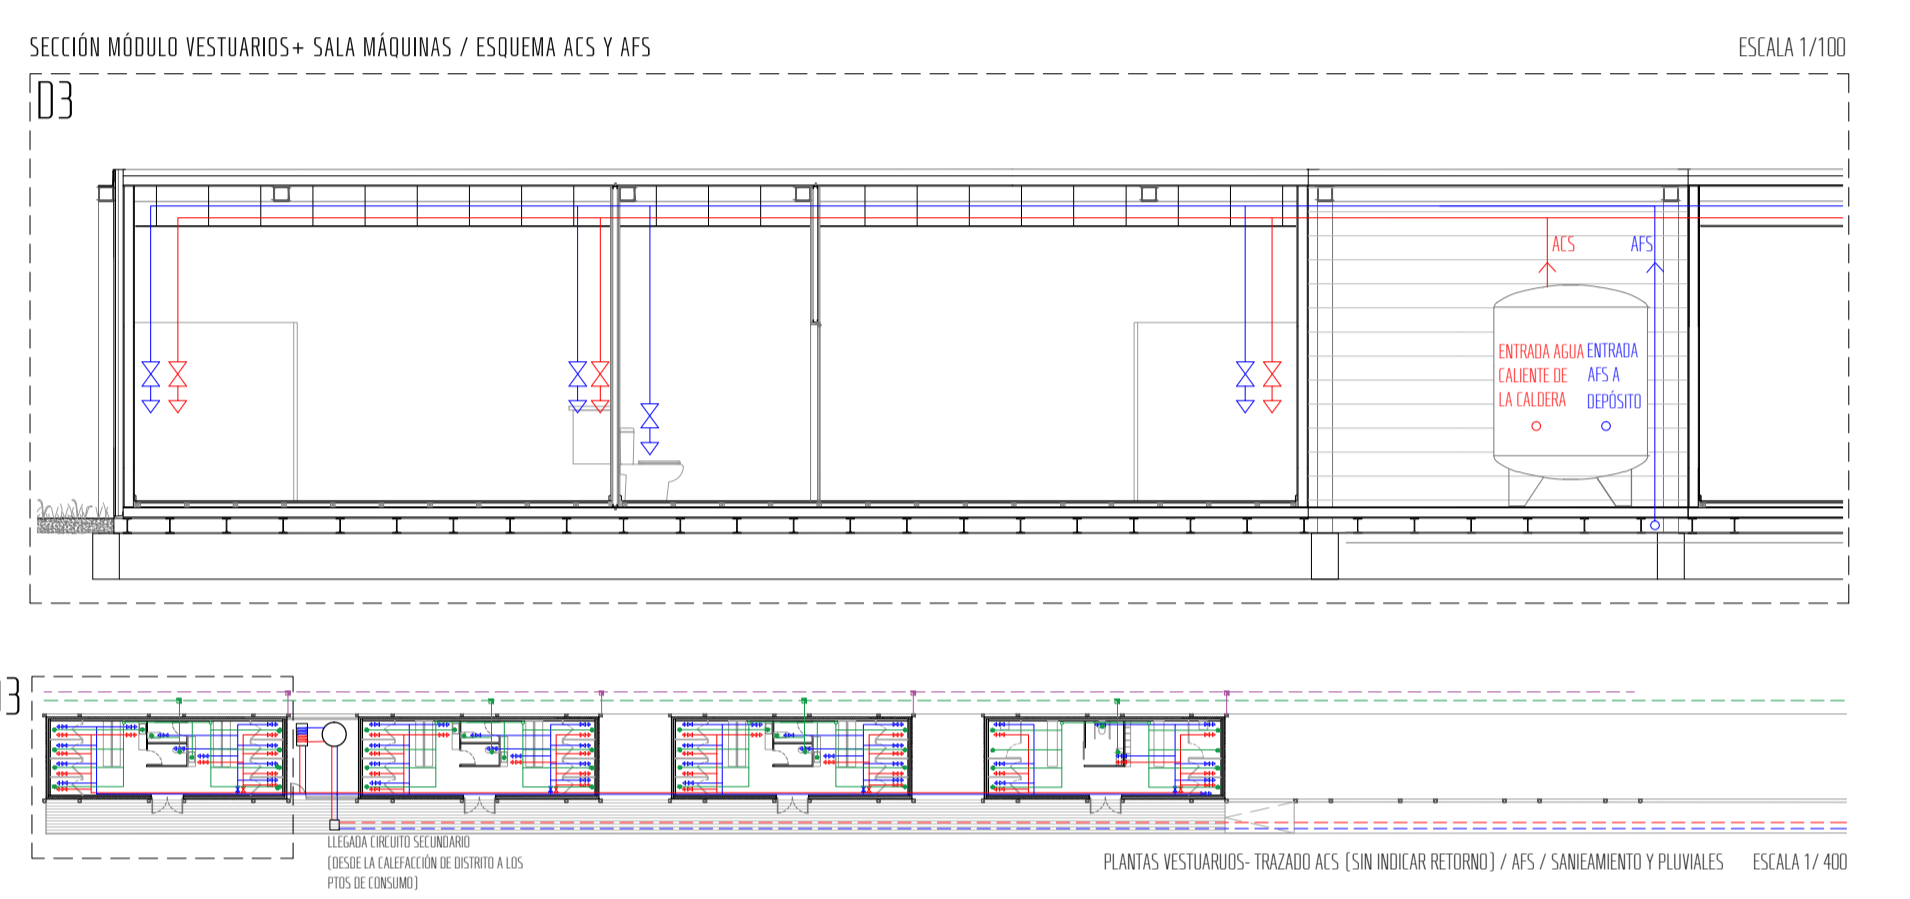 SECCIÓN MÓDULO VESTUARIOS+ SALA MÁQUINAS / ESQUEMA ACS Y AFS
ESCALA 1/100
D3
ACS
AFS
ENTRADA AGUA
CALIENTE DE
LA CALDERA
ENTRADA
AFS A
DEPÓSITO
D3
LLEGADA CIRCUITO SECUNDARIO
(DESDE LA CALEFACCIÓN DE DISTRITO A LOS
PTOS DE CONSUMO)
PLANTAS VESTUARUOS- TRAZADO ACS (SIN INDICAR RETORNO) / AFS / SANIEAMIENTO Y PLUVIALES
ESCALA 1/ 400